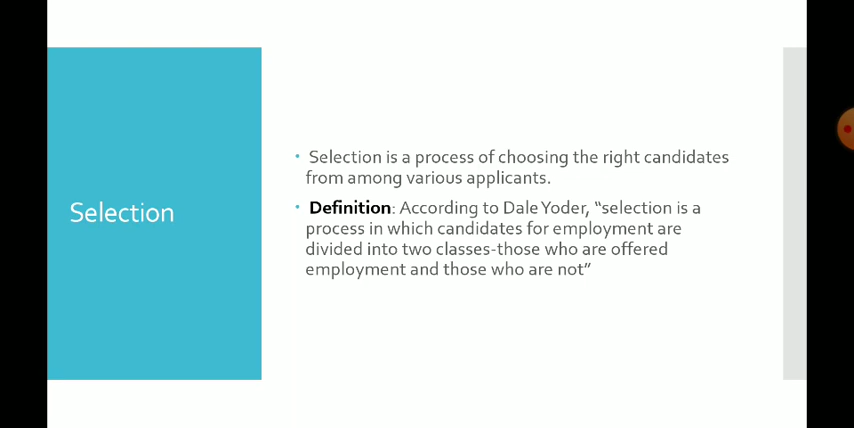 Selection
• Selection is a process of choosing the right candidates
from among various applicants.
• Definition: According to Dale Yoder, “selection is a
process in which candidates for employment are
divided into two classes-those who are offered
employment and those who are not”